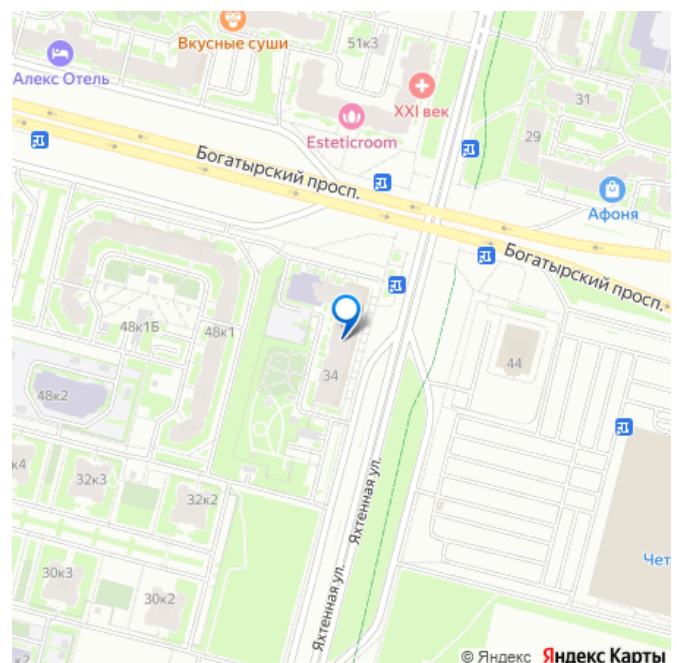 Вкусные суши
51к3
Алекс Отель
XXI век
31
Esteticroom
29
Богатырский просп.
Афоня
Богатырский просп.
48к1Б
48к1
44
34
48к2
к4
32к3
32к2
Яхтенная ул.
Чет
30к3
30к2
Яхтенная ул.
к2
© Яндекс Яндекс Карты